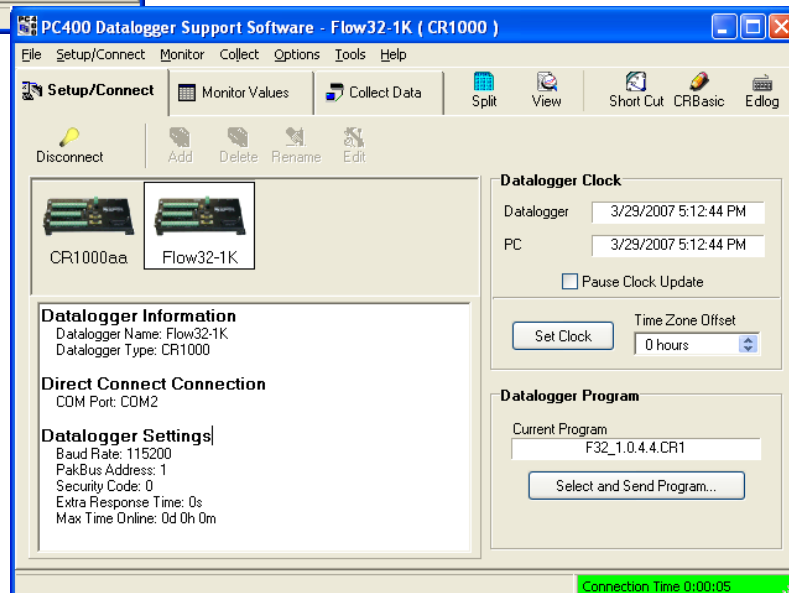 PC400 Datalogger Support Software - Flow32-1K ( CR1000 )
File Setup/Connect Monitor Collect Options Tools Help
Setup/Connect Monitor Values Collect Data Split View Short Cut CRBasic Edlog
Disconnect Add Delete Rename Edit
CR1000aa Flow32-1K
Datalogger Information
Datalogger Name: Flow32-1K
Datalogger Type: CR1000
Direct Connect Connection
COM Port: COM2
Datalogger Settings
Baud Rate: 115200
PakBus Address: 1
Security Code: 0
Extra Response Time: 0s
Max Time Online: 0d 0h 0m
Datalogger Clock
Datalogger 3/29/2007 5:12:44 PM
PC 3/29/2007 5:12:44 PM
Pause Clock Update
Time Zone Offset
Set Clock 0 hours
Datalogger Program
Current Program
F32_1.0.4.4.CR1
Select and Send Program...
Connection Time 0:00:05